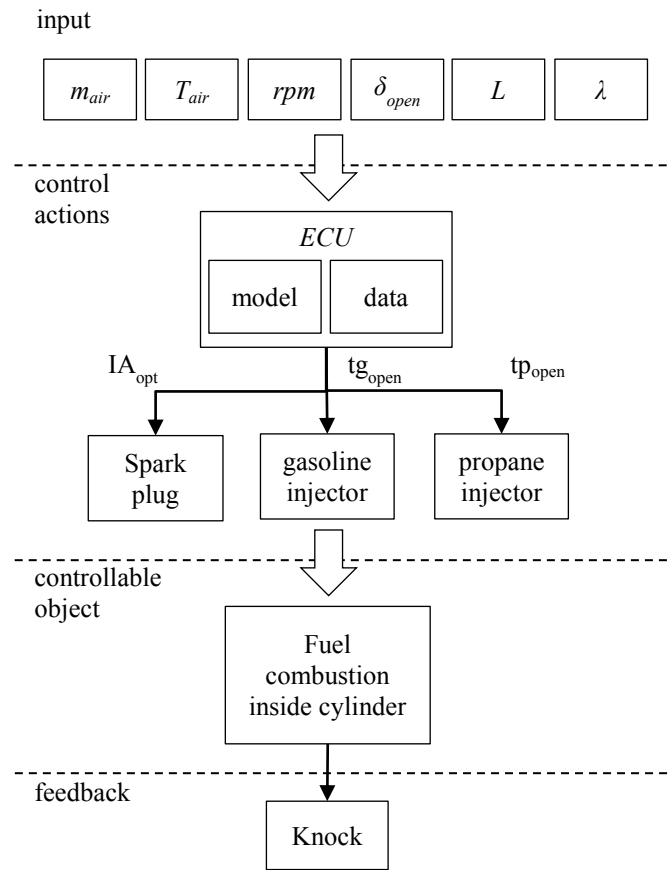 input
m_air T_air rpm δ_open L λ
control
actions
ECU
model data
IA_opt tg_open tp_open
Spark
plug
gasoline
injector
propane
injector
controllable
object
Fuel
combustion
inside cylinder
feedback
Knock